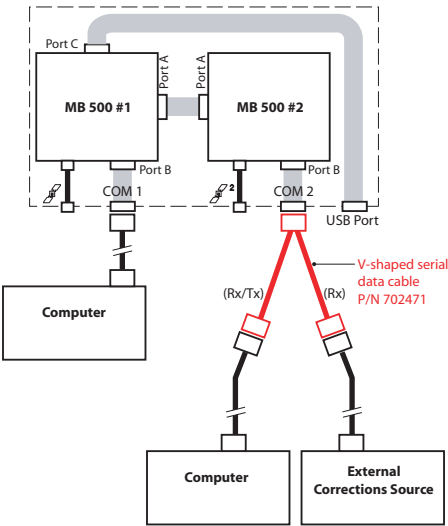 Port C
Port A
Port A
MB 500 #1
MB 500 #2
Port B
Port B
COM 1
2
COM 2
USB Port
V-shaped serial
data cable
P/N 702471
(Rx/Tx)
(Rx)
Computer
Computer
External
Corrections Source